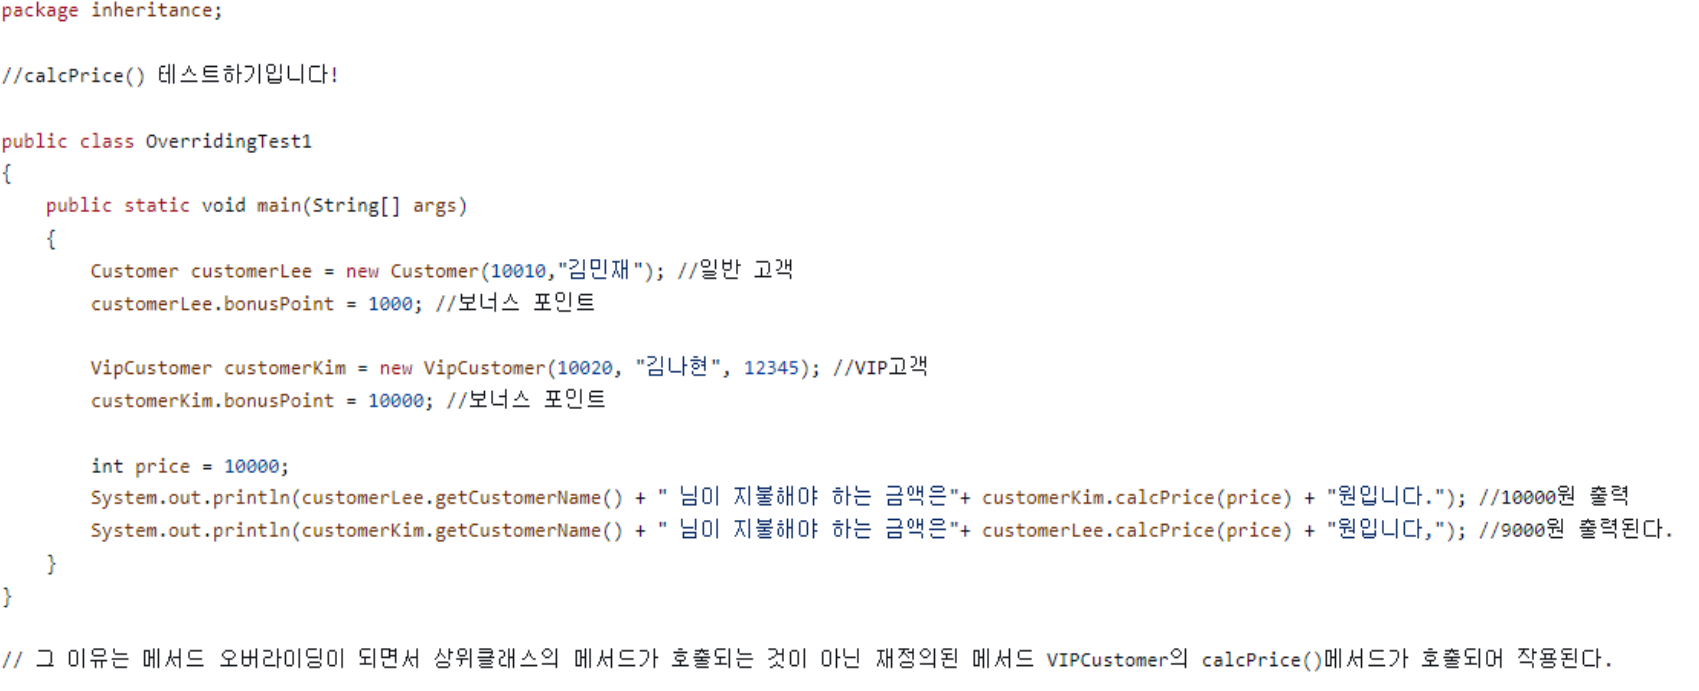 package inheritance;
//calcPrice() 테스트하기입니다!
public class OverridingTest1
{
public static void main(String[] args)
{
Customer customerLee = new Customer(10010,"김민재"); //일반 고객
customerLee.bonusPoint = 1000; //보너스 포인트
VipCustomer customerKim = new VipCustomer(10020, "김나현", 12345); //VIP고객
customerKim.bonusPoint = 10000; //보너스 포인트
int price = 10000;
System.out.println(customerLee.getCustomerName() + " 님이 지불해야 하는 금액은"+ customerKim.calcPrice(price) + "원입니다."); //10000원 출력
System.out.println(customerKim.getCustomerName() + " 님이 지불해야 하는 금액은"+ customerLee.calcPrice(price) + "원입니다,"); //9000원 출력된다.
}
}
// 그 이유는 메서드 오버라이딩이 되면서 상위클래스의 메서드가 호출되는 것이 아닌 재정의된 메서드 VIPCustomer의 calcPrice()메서드가 호출되어 작용된다.